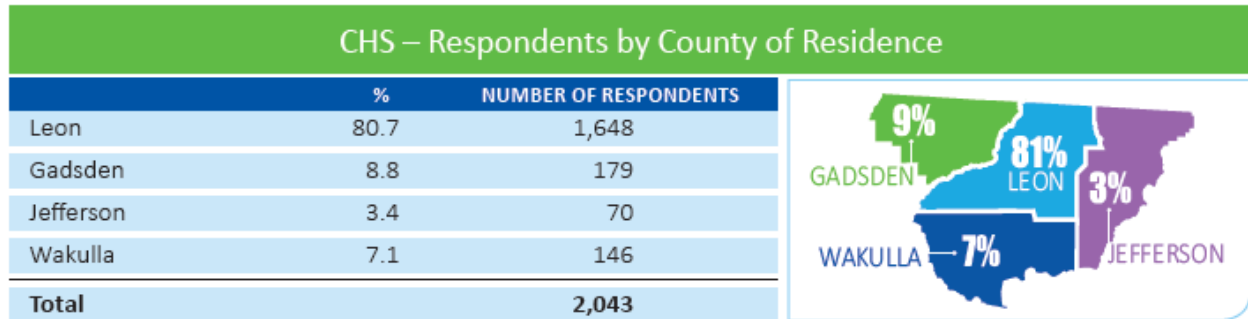 CHS – Respondents by County of Residence
% NUMBER OF RESPONDENTS
Leon 80.7 1,648
Gadsden 8.8 179
Jefferson 3.4 70
Wakulla 7.1 146
Total 2,043
9%
GADSDEN
81%
LEON
3%
JEFFERSON
WAKULLA 7%